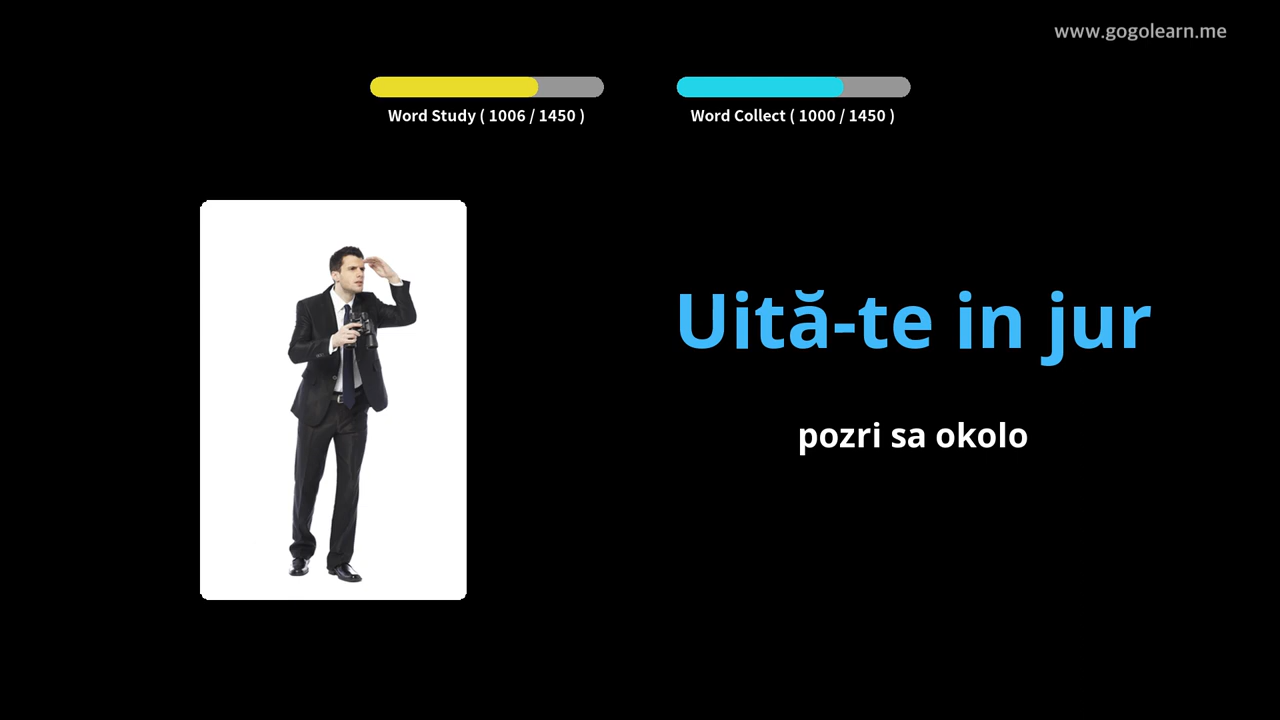 www.gogolearn.me
Word Study ( 1006 / 1450 )
Word Collect ( 1000 / 1450 )
Uită-te in jur
pozri sa okolo